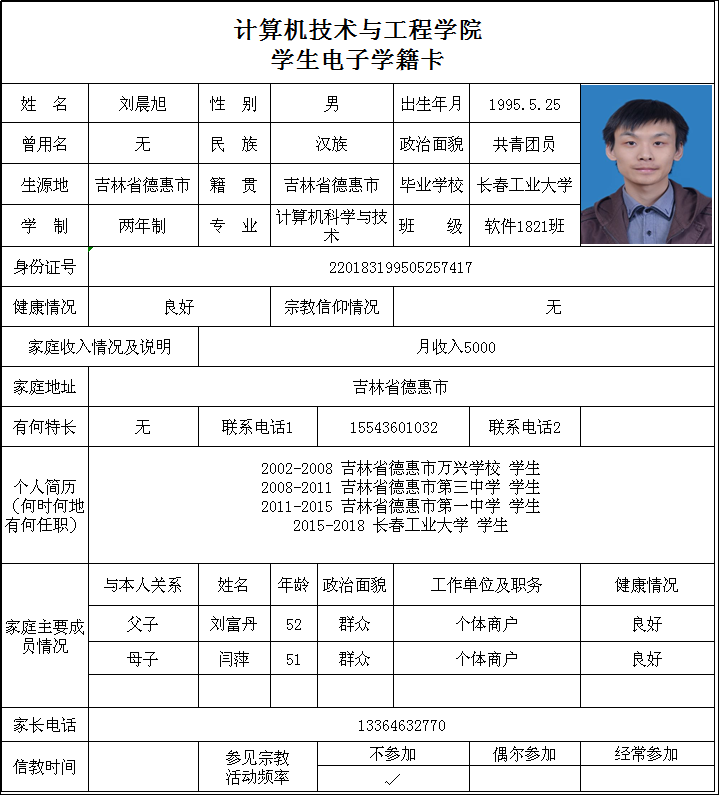 计算机技术与工程学院
学生电子学籍卡
姓 名 刘晨旭 性 别 男 出生年月 1995.5.25
曾用名 无 民 族 汉族 政治面貌 共青团员
生源地 吉林省德惠市 籍 贯 吉林省德惠市 毕业学校 长春工业大学
学 制 两年制 专 业 计算机科学与技术 班 级 软件1821班
身份证号 220183199505257417
健康情况 良好 宗教信仰情况 无
家庭收入情况及说明 月收入5000
家庭地址 吉林省德惠市
有何特长 无 联系电话1 15543601032 联系电话2
个人简历
(何时何地
有何任职)
2002-2008 吉林省德惠市万兴学校 学生
2008-2011 吉林省德惠市第三中学 学生
2011-2015 吉林省德惠市第一中学 学生
2015-2018 长春工业大学 学生
家庭主要成
员情况
与本人关系 姓名 年龄 政治面貌 工作单位及职务 健康情况
父子 刘富丹 52 群众 个体商户 良好
母子 闫萍 51 群众 个体商户 良好
家长电话 13364632770
信教时间 参见宗教
活动频率
不参加 偶尔参加 经常参加
✓